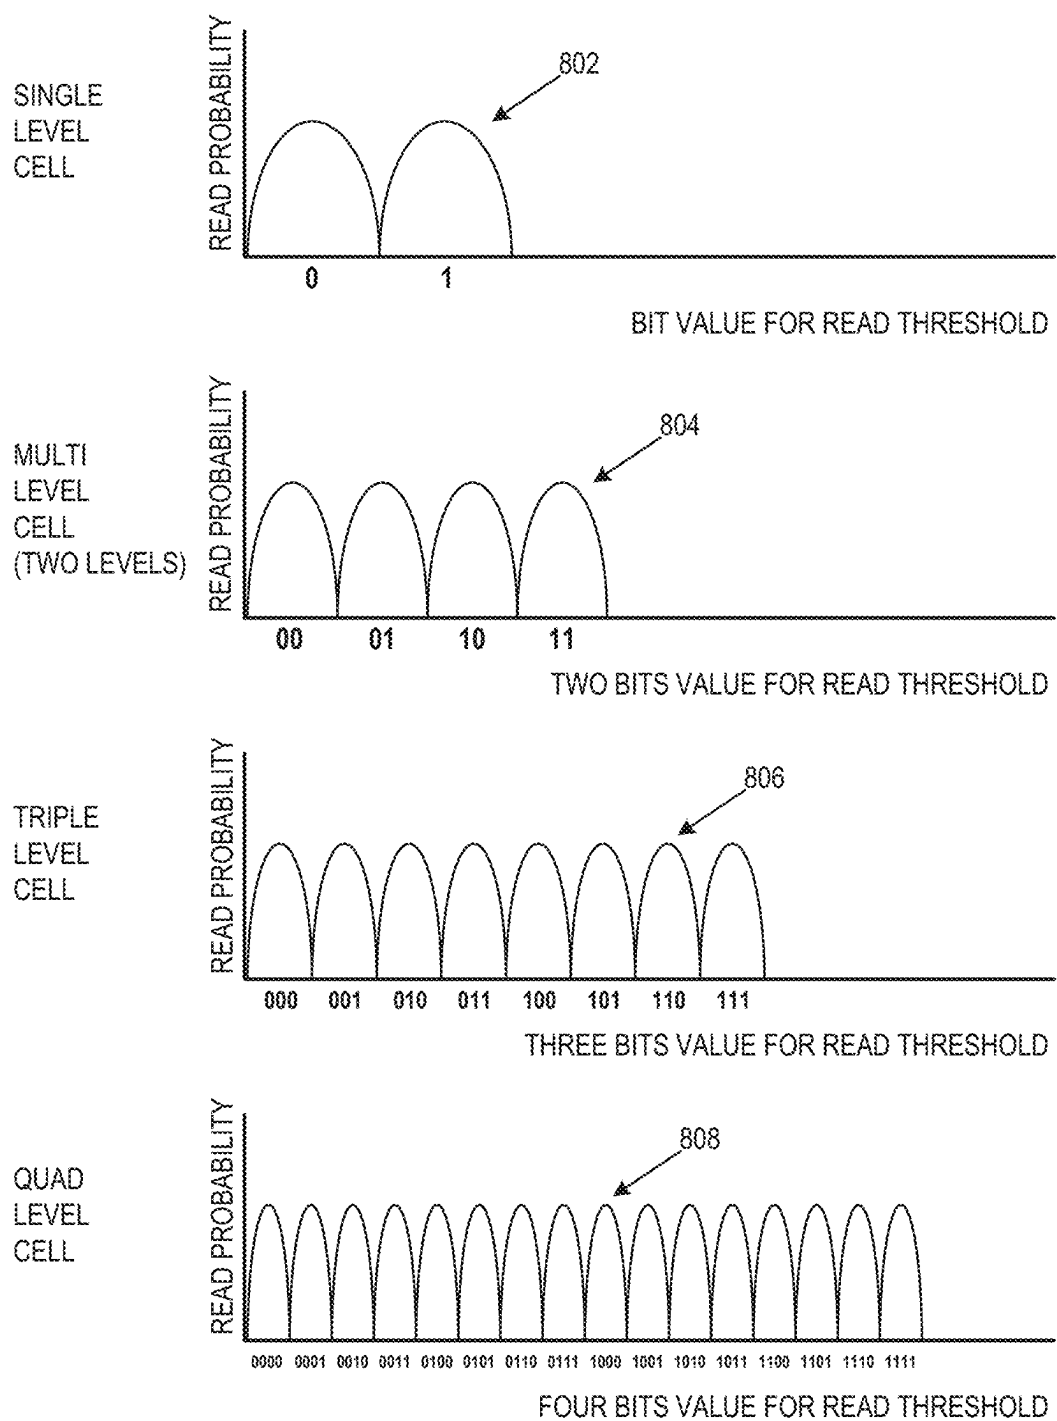 READ PROBABILITY
802
SINGLE
LEVEL
CELL
0 1
BIT VALUE FOR READ THRESHOLD
READ PROBABILITY
804
MULTI
LEVEL
CELL
(TWO LEVELS)
00 01 10 11
TWO BITS VALUE FOR READ THRESHOLD
READ PROBABILITY
806
TRIPLE
LEVEL
CELL
000 001 010 011 100 101 110 111
THREE BITS VALUE FOR READ THRESHOLD
READ PROBABILITY
808
QUAD
LEVEL
CELL
0000 0001 0010 0011 0100 0101 0110 0111 1000 1001 1010 1011 1100 1101 1110 1111
FOUR BITS VALUE FOR READ THRESHOLD